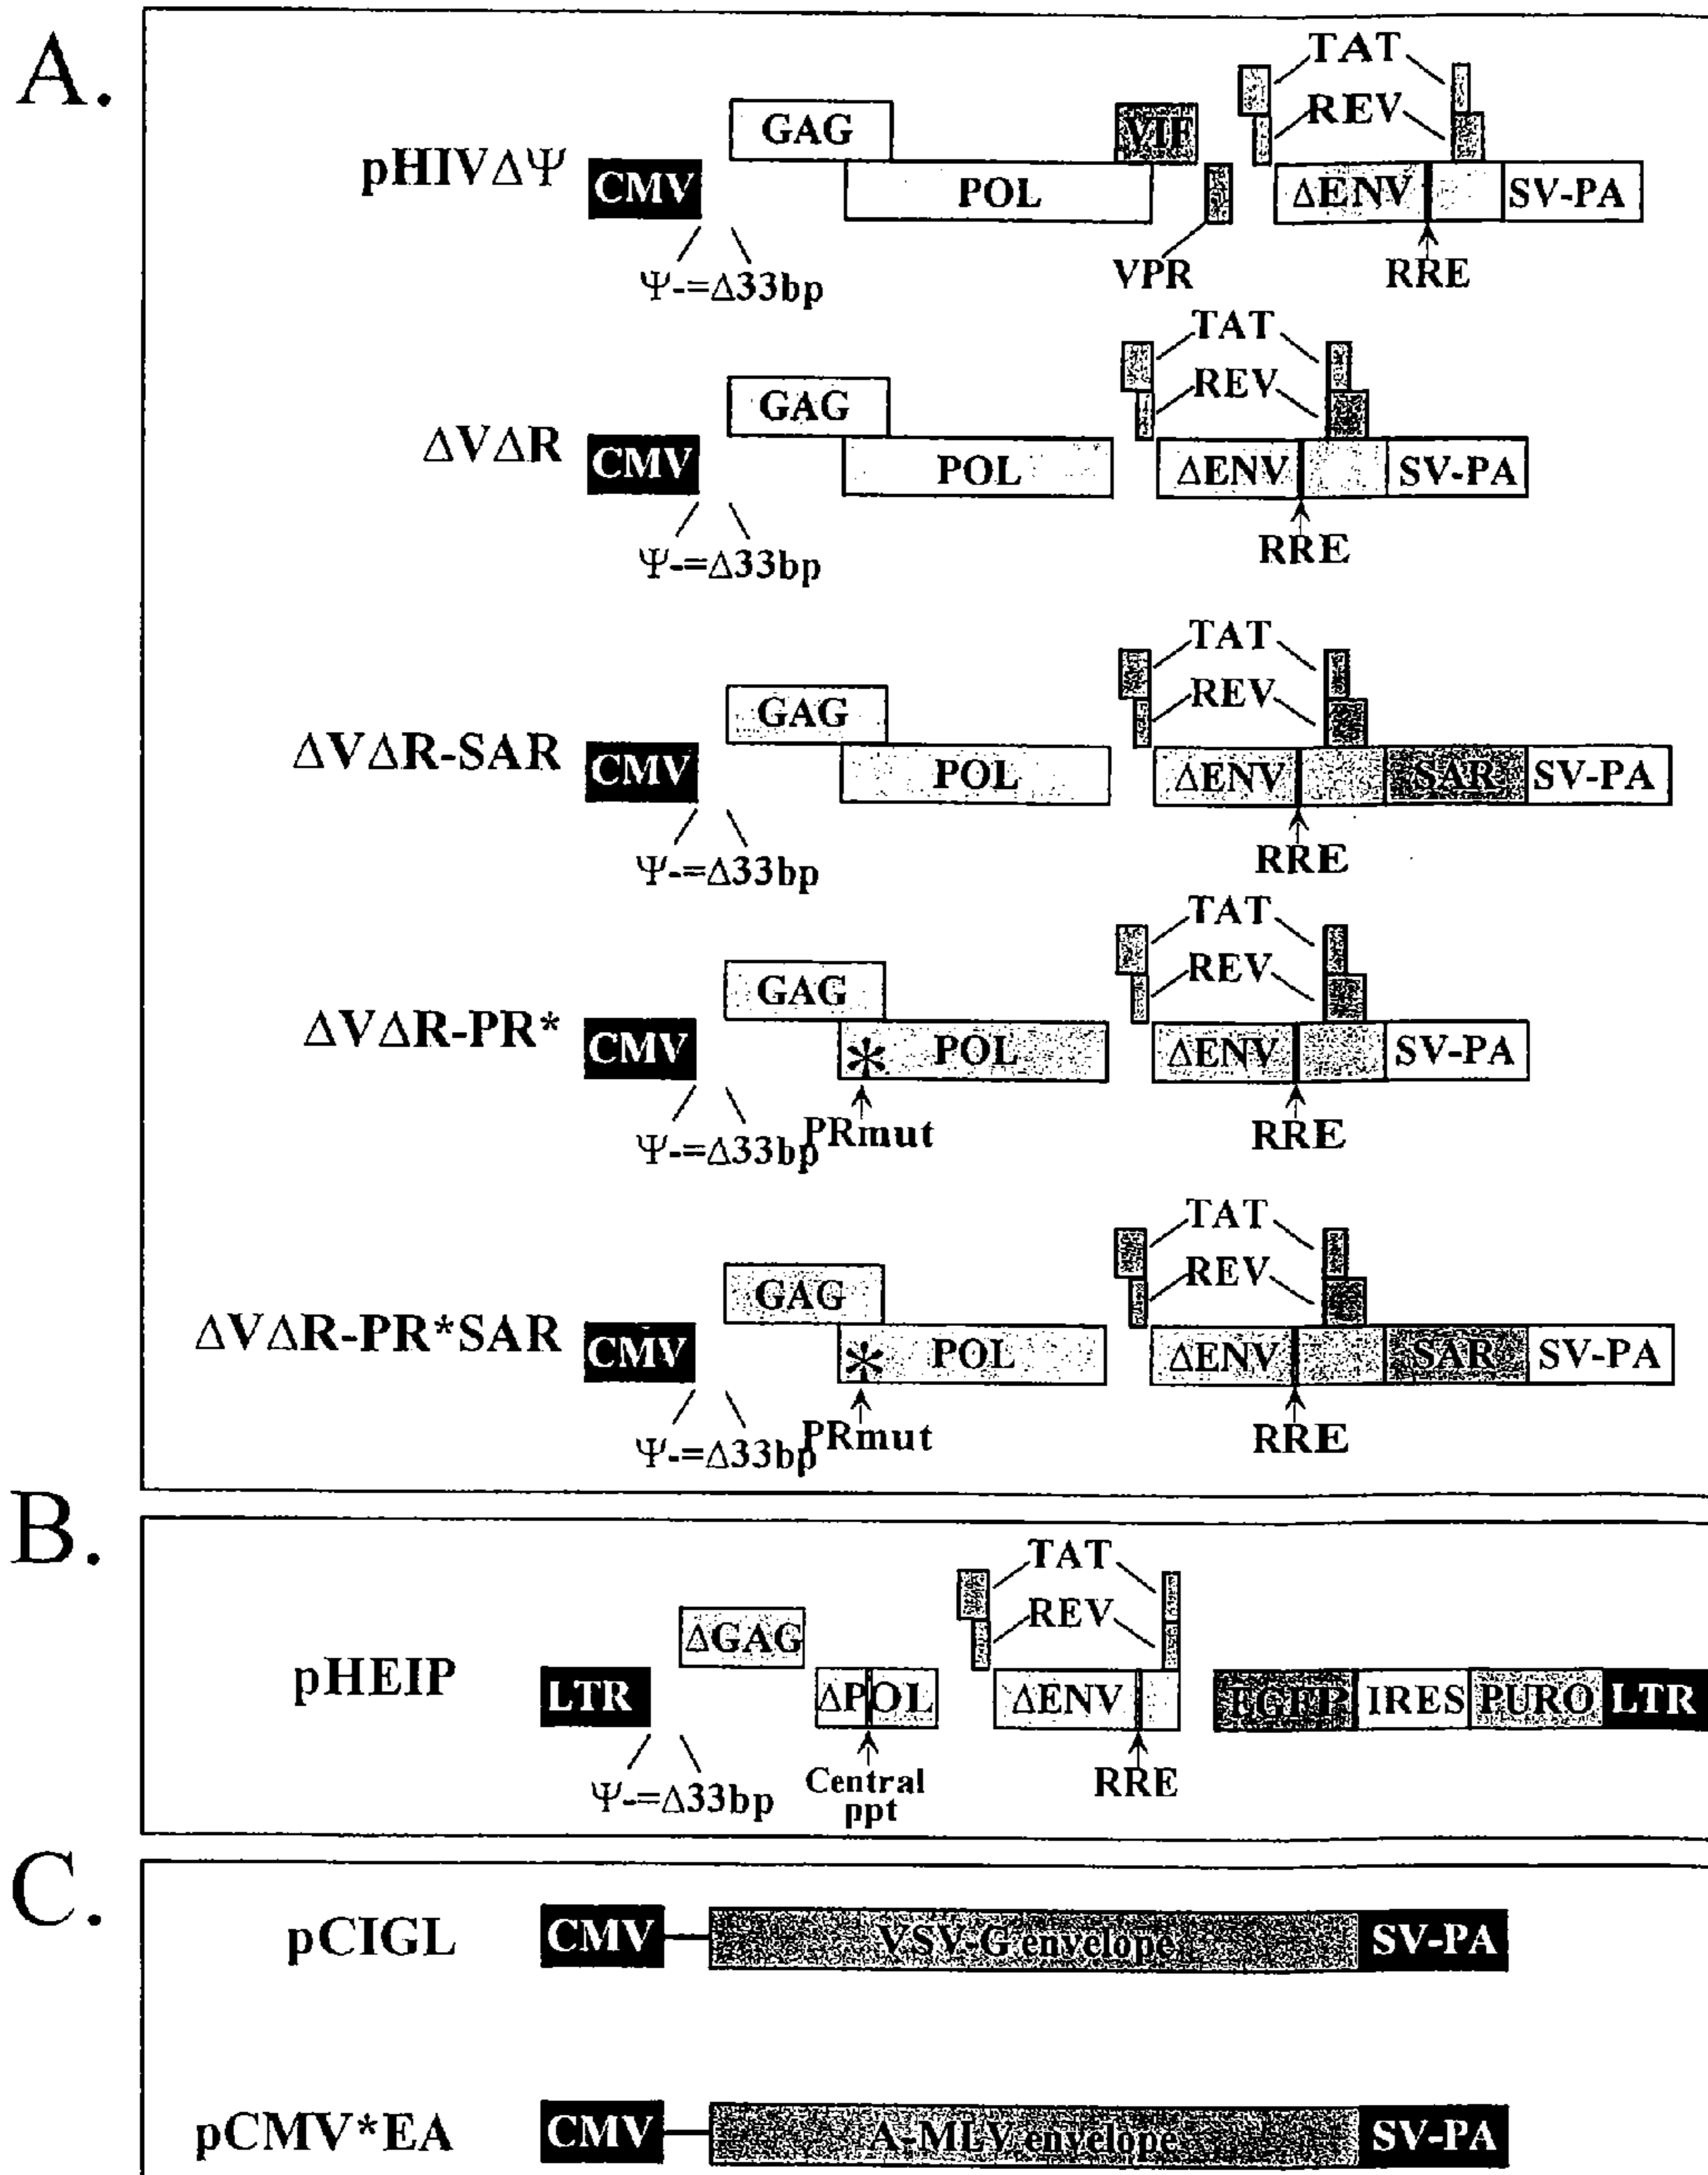 A.
TAT
REV
GAG
VIF
pHIVΔΨ
CMV
POL
ΔENV
SV-PA
Ψ-=Δ33bp
VPR
RRE
TAT
REV
GAG
ΔVΔR
CMV
POL
ΔENV
SV-PA
Ψ-=Δ33bp
RRE
TAT
REV
GAG
ΔVΔR-SAR
CMV
POL
ΔENV
SAR
SV-PA
Ψ-=Δ33bp
RRE
TAT
REV
GAG
ΔVΔR-PR*
CMV
*
POL
ΔENV
SV-PA
Ψ-=Δ33bp
PRmut
RRE
TAT
REV
GAG
ΔVΔR-PR*SAR
CMV
*
POL
ΔENV
SAR
SV-PA
Ψ-=Δ33bp
PRmut
RRE
B.
TAT
REV
ΔGAG
pHEIP
LTR
ΔPOL
ΔENV
EGFP
IRES
PURO
LTR
Ψ-=Δ33bp
Central
ppt
RRE
C.
pCIGL
CMV
VSV-G envelope
SV-PA
pCMV*EA
CMV
A-MLV envelope
SV-PA